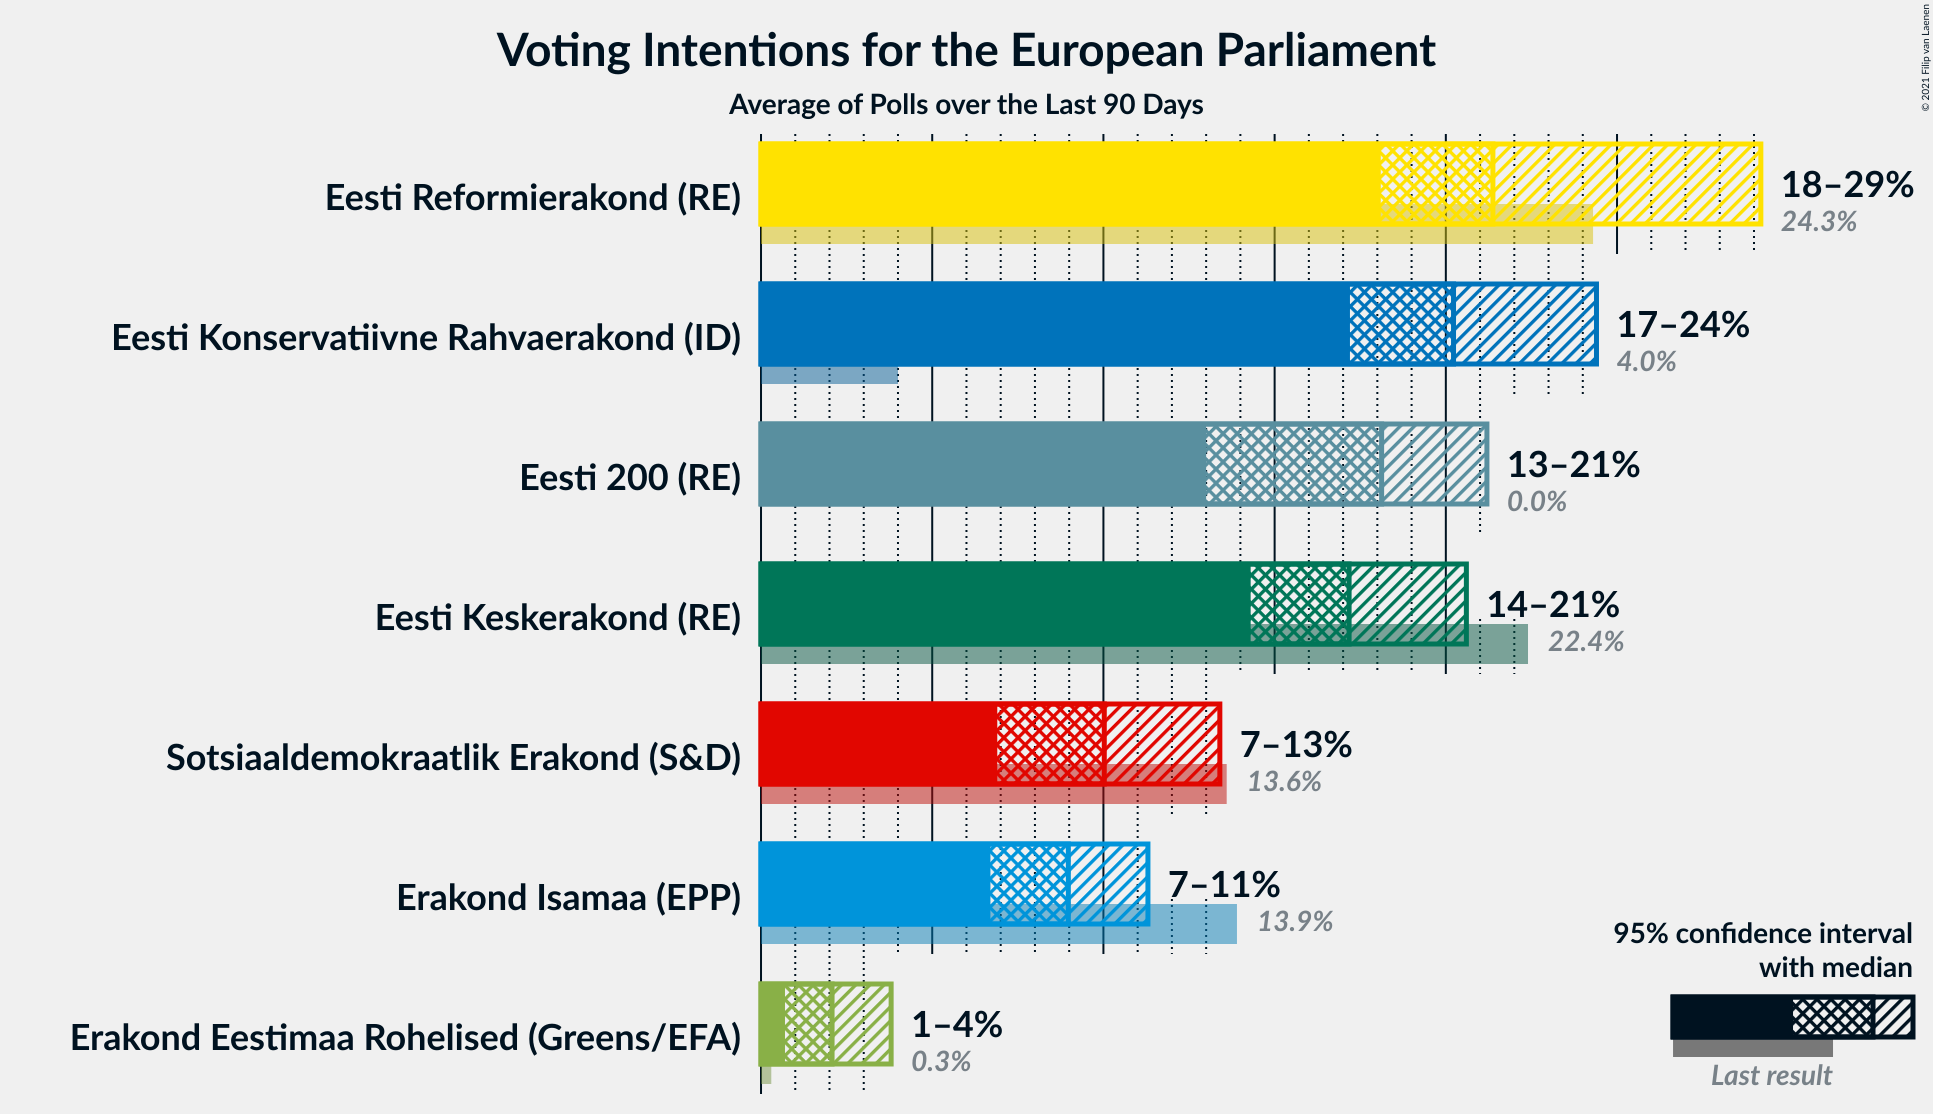 © 2021 Filip van Laenen
Voting Intentions for the European Parliament
Average of Polls over the Last 90 Days
Eesti Reformierakond (RE)
18–29%
24.3%
Eesti Konservatiivne Rahvaerakond (ID)
17–24%
4.0%
Eesti 200 (RE)
13–21%
0.0%
Eesti Keskerakond (RE)
14–21%
22.4%
Sotsiaaldemokraatlik Erakond (S&D)
7–13%
13.6%
Erakond Isamaa (EPP)
7–11%
13.9%
Erakond Eestimaa Rohelised (Greens/EFA)
1–4%
0.3%
95% confidence interval
with median
Last result